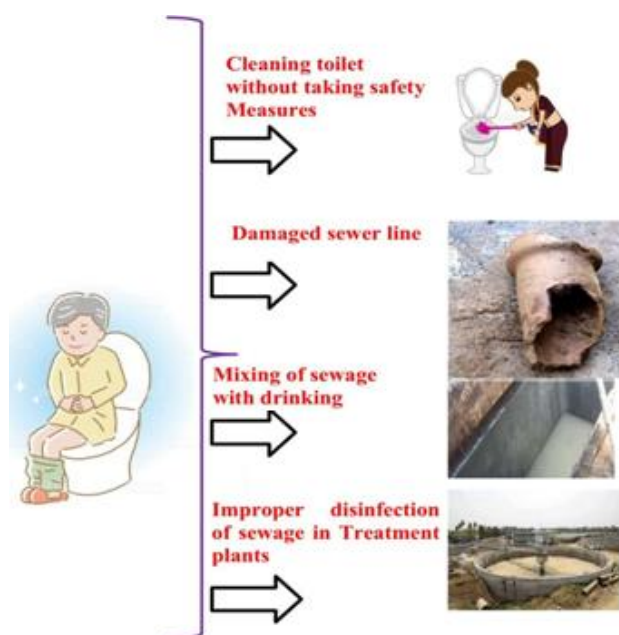 Cleaning toilet
without taking safety
Measures
Damaged sewer line
Mixing of sewage
with drinking
Improper disinfection
of sewage in Treatment
plants